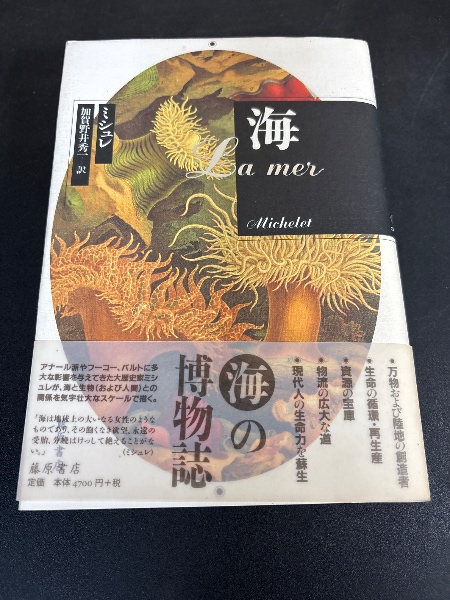 海
La mer
Michelet
ミシュレ
加賀野井秀一 訳
海の
博物誌
・万物および陸地の創造者
・生命の循環・再生産
・資源の宝庫
・物流の広大な道
・現代人の生命力を蘇生
アナール派やフーコー、バルトに多
大な影響を与えてきた大歴史家ミシ
ュレが、海と生物(および人間)との
関係を気宇壮大なスケールで描く。
「海は地球上の大いなる女性のような
ものであり、その飽くなき欲望、永遠の
受胎、分娩はけっして絶えることがな
い。」
(ミシュレ)
藤原書店
定価 本体4700円+税